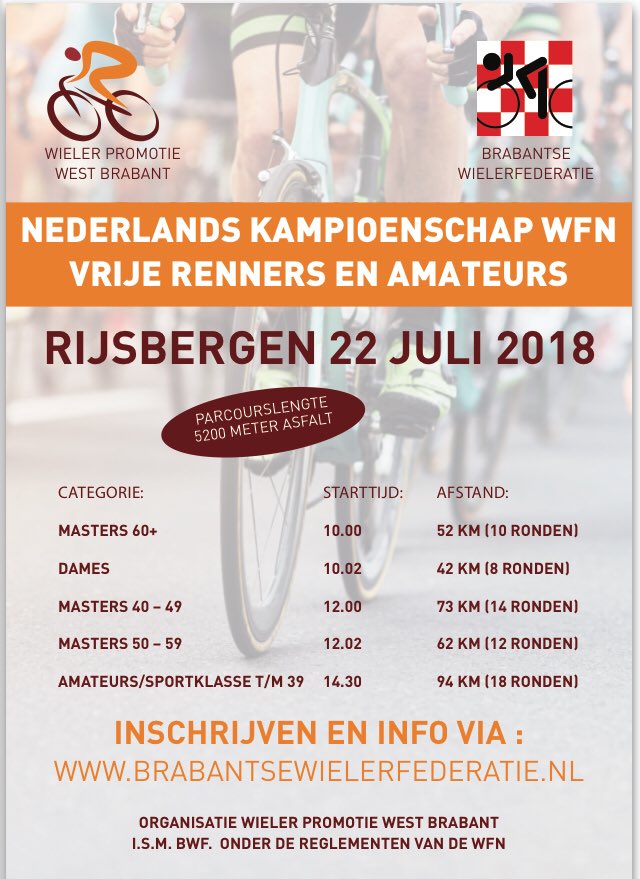 WIELER PROMOTIE
WEST BRABANT
BRABANTSE
WIELERFEDERATIE
NEDERLANDS KAMPIOENSCHAP WFN
VRIJE RENNERS EN AMATEURS
RIJSBERGEN 22 JULI 2018
PARCOURSLENGTE
5200 METER ASFALT
CATEGORIE: STARTTIJD: AFSTAND:
MASTERS 60+ 10.00 52 KM (10 RONDEN)
DAMES 10.02 42 KM (8 RONDEN)
MASTERS 40 – 49 12.00 73 KM (14 RONDEN)
MASTERS 50 – 59 12.02 62 KM (12 RONDEN)
AMATEURS/SPORTKLASSE T/M 39 14.30 94 KM (18 RONDEN)
INSCHRIJVEN EN INFO VIA :
WWW.BRABANTSEWIELERFEDERATIE.NL
ORGANISATIE WIELER PROMOTIE WEST BRABANT
I.S.M. BWF. ONDER DE REGLEMENTEN VAN DE WFN